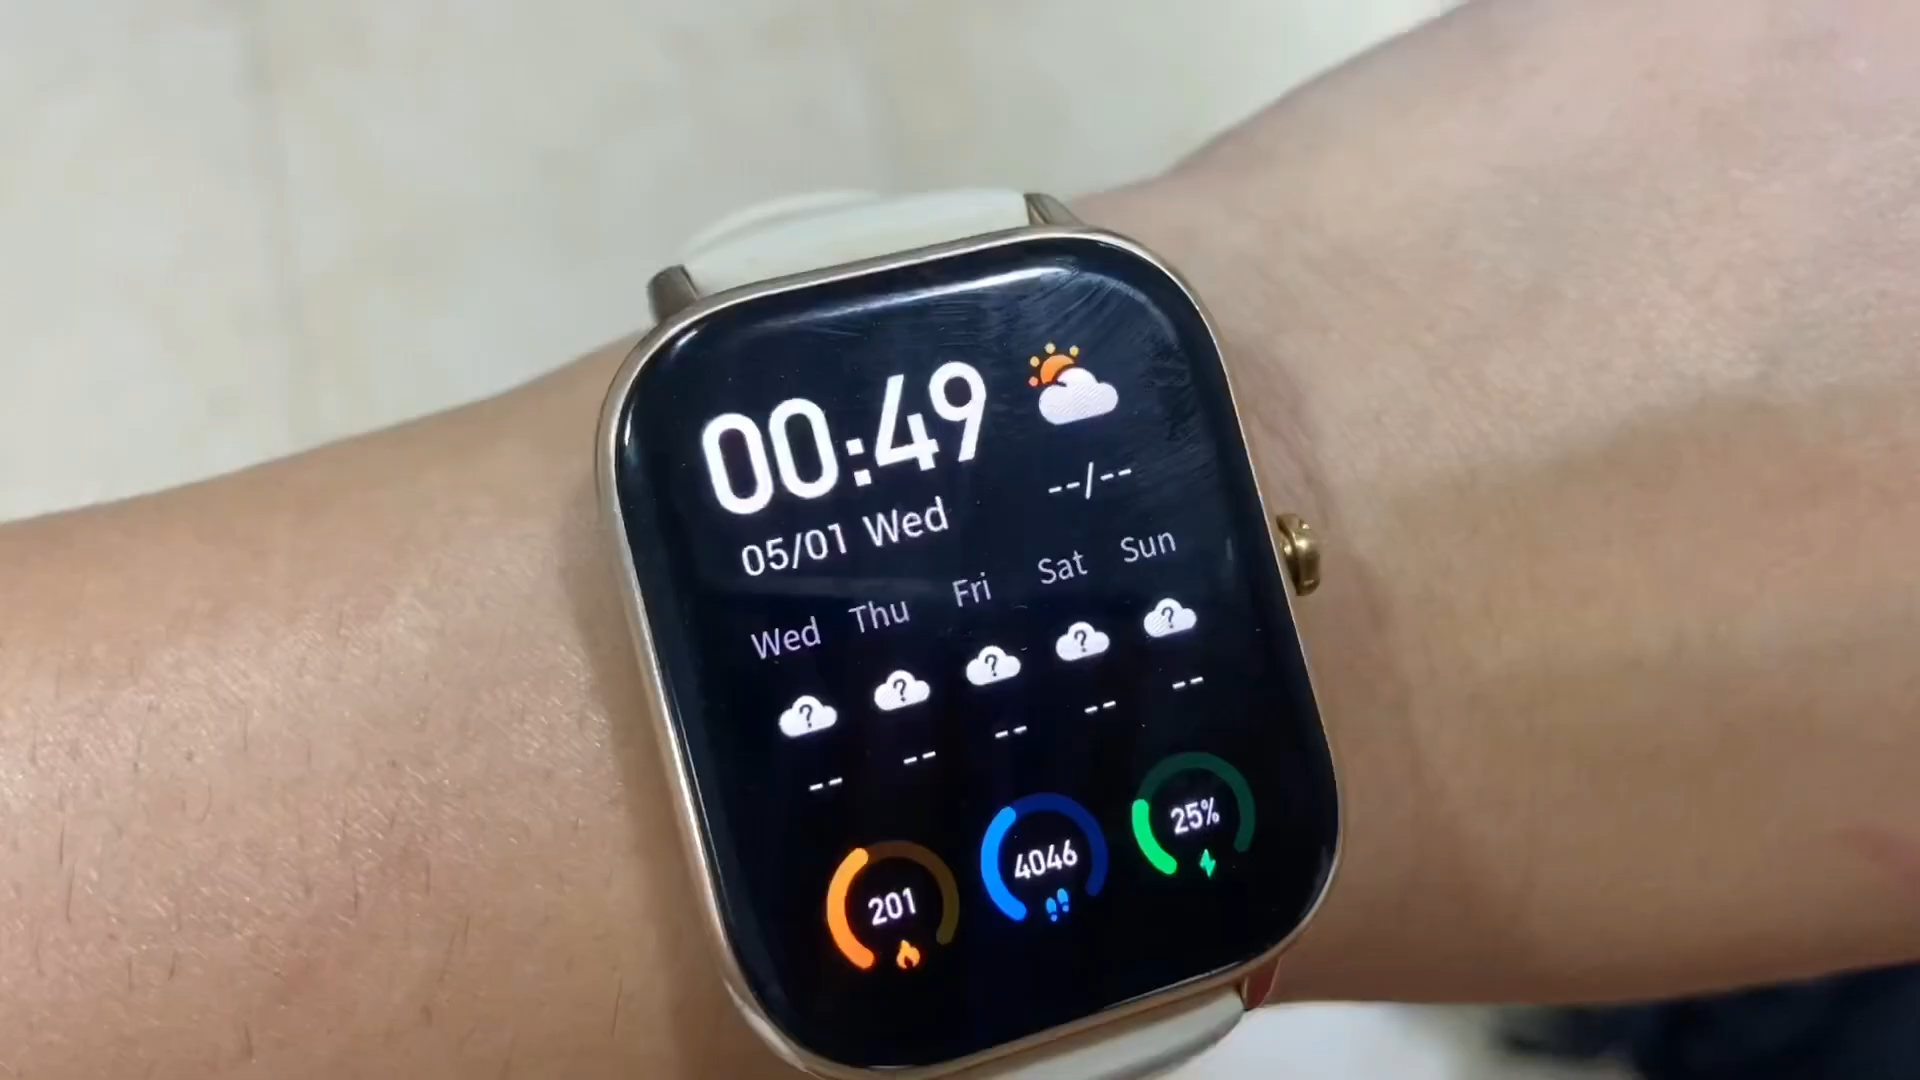 00:49
--/--
05/01 Wed
Wed Thu Fri Sat Sun
? ? ? ? ?
-- -- -- -- --
201 4046 25%